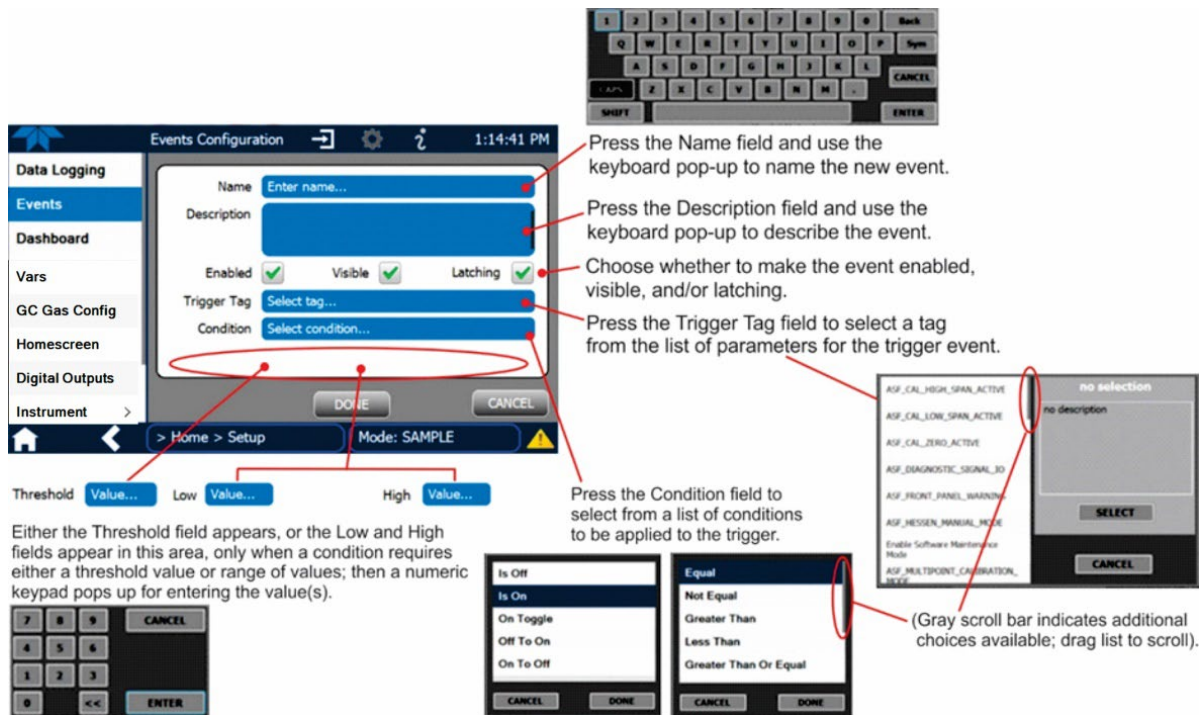 1 2 3 4 5 6 7 8 9 0 Back
Q W E R T Y U I O P Sym
A S D F G H J K L CANCEL
CAPS Z X C V B N M .
SHIFT ENTER
Events Configuration 1:14:41 PM
Data Logging
Events
Dashboard
Vars
GC Gas Config
Homescreen
Digital Outputs
Instrument >
Name Enter name...
Description
Enabled Visible Latching
Trigger Tag Select tag...
Condition Select condition...
DONE CANCEL
> Home > Setup Mode: SAMPLE
Press the Name field and use the
keyboard pop-up to name the new event.
Press the Description field and use the
keyboard pop-up to describe the event.
Choose whether to make the event enabled,
visible, and/or latching.
Press the Trigger Tag field to select a tag
from the list of parameters for the trigger event.
ASF_CAL_HIGH_SPAN_ACTIVE
ASF_CAL_LOW_SPAN_ACTIVE
ASF_CAL_ZERO_ACTIVE
ASF_DIAGNOSTIC_SIGNAL_IO
ASF_FRONT_PANEL_WARNING
ASF_HESSEN_MANUAL_MODE
Enable Software Maintenance
Mode
ASF_MULTIPOINT_CALIBRATION_
MODE
no selection
no description
SELECT
CANCEL
Threshold Value... Low Value... High Value...
Either the Threshold field appears, or the Low and High
fields appear in this area, only when a condition requires
either a threshold value or range of values; then a numeric
keypad pops up for entering the value(s).
7 8 9 CANCEL
4 5 6
1 2 3
0 << ENTER
Press the Condition field to
select from a list of conditions
to be applied to the trigger.
Is Off
Is On
On Toggle
Off To On
On To Off
CANCEL DONE
Equal
Not Equal
Greater Than
Less Than
Greater Than Or Equal
CANCEL DONE
(Gray scroll bar indicates additional
choices available; drag list to scroll).